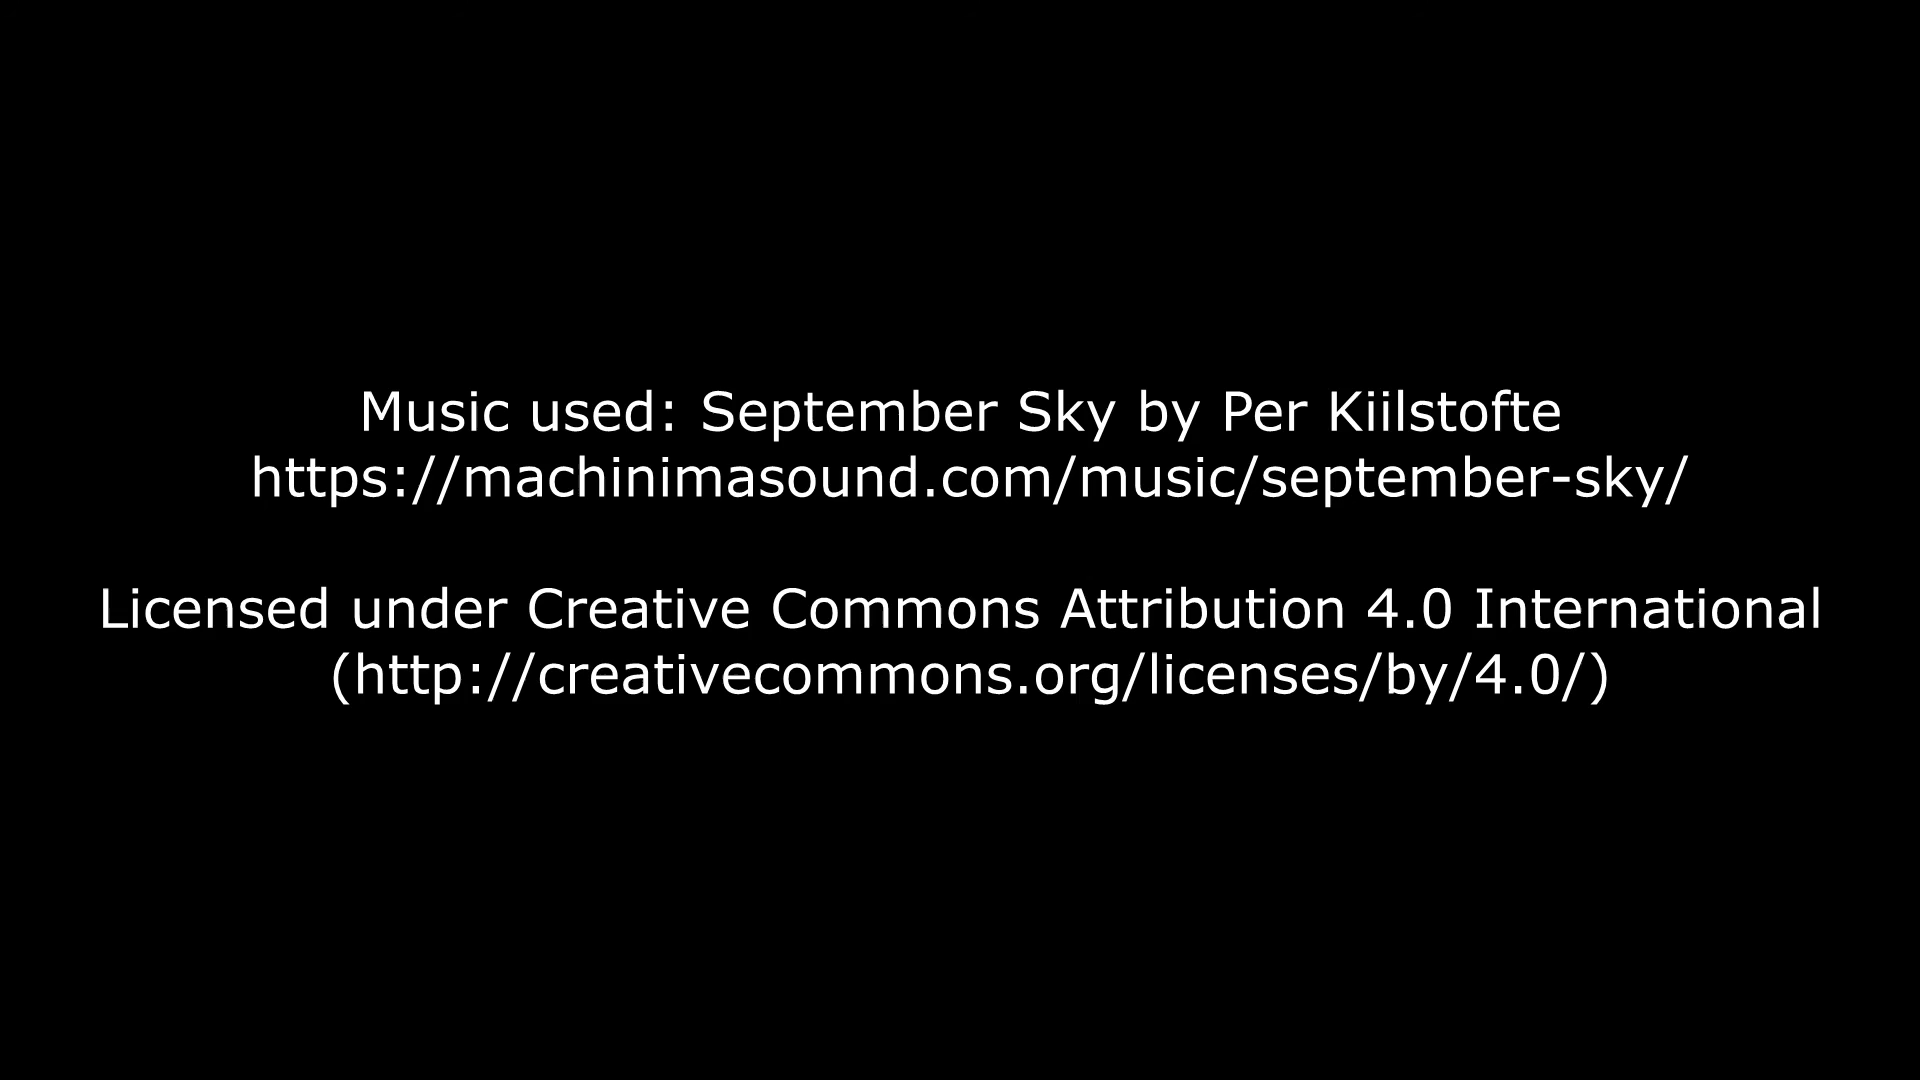 Music used: September Sky by Per Kiilstofte
https://machinimasound.com/music/september-sky/
Licensed under Creative Commons Attribution 4.0 International
(http://creativecommons.org/licenses/by/4.0/)